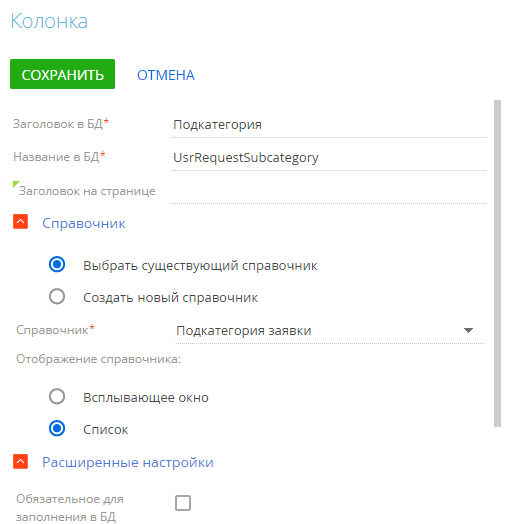 Колонка
СОХРАНИТЬ ОТМЕНА
Заголовок в БД* Подкатегория
Название в БД* UsrRequestSubcategory
Заголовок на странице
Справочник
Выбрать существующий справочник
Создать новый справочник
Справочник* Подкатегория заявки
Отображение справочника:
Всплывающее окно
Список
Расширенные настройки
Обязательное для
заполнения в БД